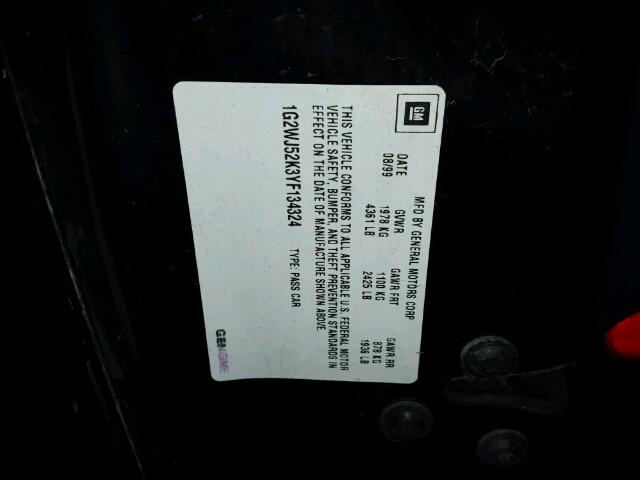 GM
MFD BY GENERAL MOTORS CORP
DATE GVWR GAWR FRT GAWR RR
08/99 1978 KG 1100 KG 878 KG
4361 LB 2425 LB 1936 LB
THIS VEHICLE CONFORMS TO ALL APPLICABLE U.S. FEDERAL MOTOR
VEHICLE SAFETY, BUMPER, AND THEFT PREVENTION STANDARDS IN
EFFECT ON THE DATE OF MANUFACTURE SHOWN ABOVE.
1G2WJ52K3YF134324 TYPE: PASS CAR